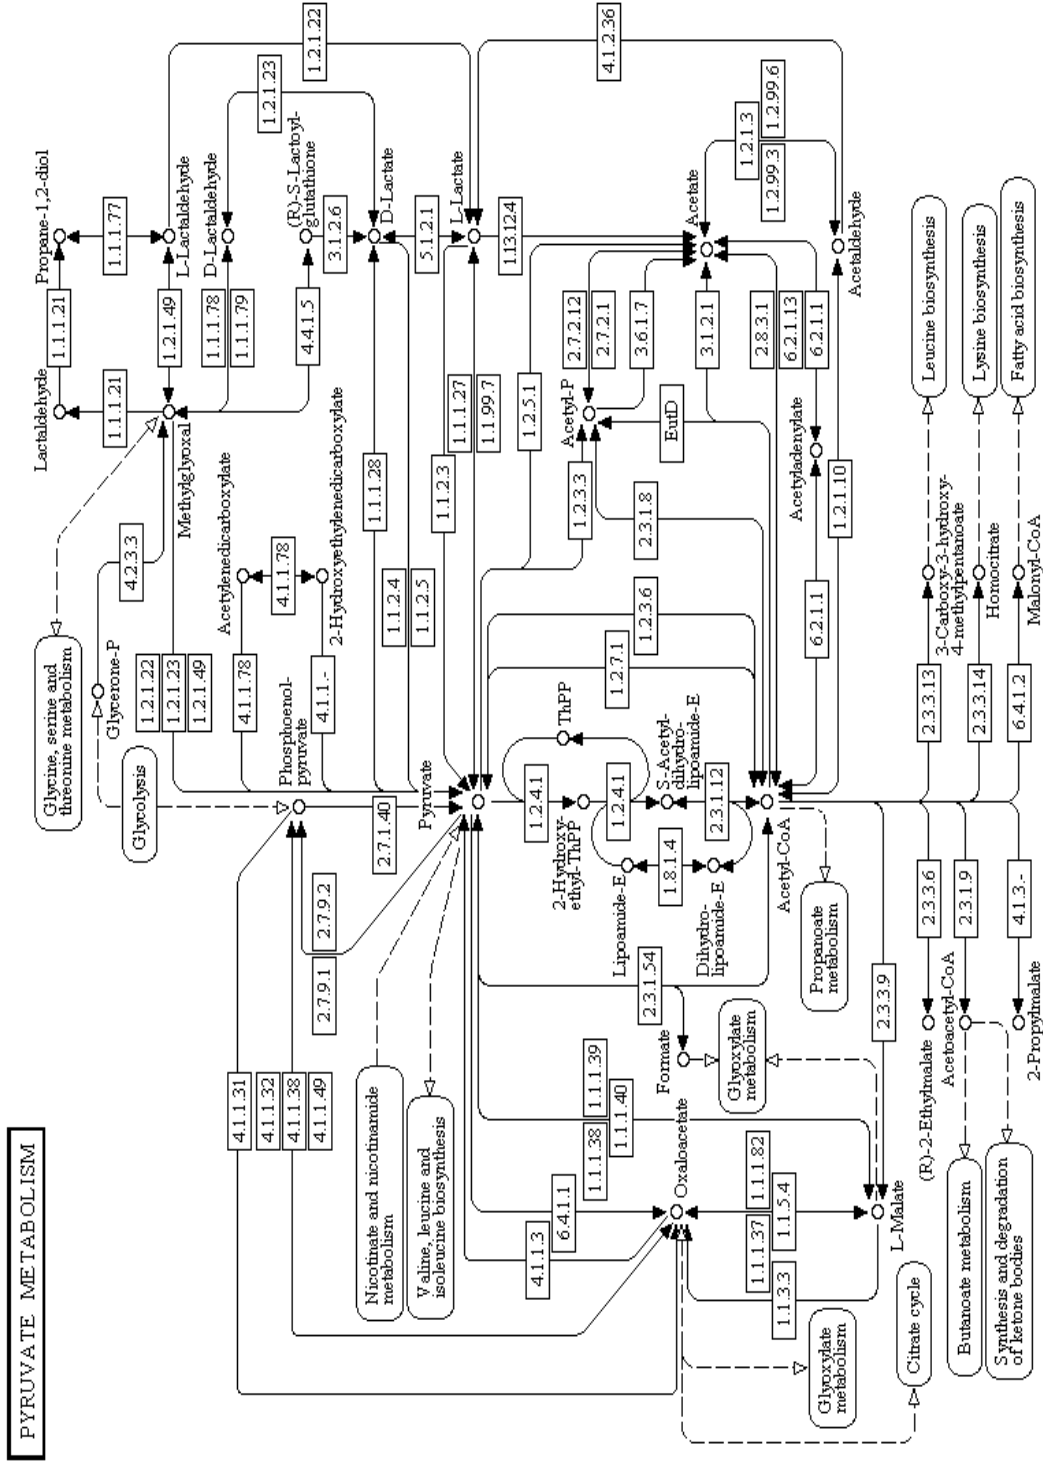 PYRUVATE METABOLISM
Glycolysis
Glycine, serine and
threonine metabolism
Glycerone-P
4.2.3.3
Methylglyoxal
Lactaldehyde
1.1.1.21
1.1.1.21
Propane-1,2-diol
1.1.1.77
L-Lactaldehyde
1.2.1.49
1.2.1.22
D-Lactaldehyde
1.1.1.78
1.1.1.79
1.2.1.23
(R)-S-Lactoyl-
glutathione
4.4.1.5
3.1.2.6
D-Lactate
5.1.2.1
L-Lactate
4.1.2.36
1.2.1.22
1.2.1.23
1.2.1.49
Acetylenedicarboxylate
4.1.1.78
4.1.1.78
2-Hydroxyethylenedicarboxylate
4.1.1.-
Phosphoenol-
pyruvate
2.7.1.40
1.1.1.28
1.1.2.4
1.1.2.5
1.1.2.3
1.1.1.27
1.1.99.7
1.13.12.4
Pyruvate
2.7.9.1
2.7.9.2
4.1.1.31
4.1.1.32
4.1.1.38
4.1.1.49
Nicotinate and nicotinamide
metabolism
Valine, leucine and
isoleucine biosynthesis
4.1.1.3
6.4.1.1
1.1.1.38
1.1.1.39
1.1.1.40
Oxaloacetate
1.1.1.37
1.1.1.82
1.1.5.4
1.1.3.3
L-Malate
Glyoxylate
metabolism
Citrate cycle
Formate
Glyoxylate
metabolism
2.3.1.54
1.2.4.1
ThPP
2-Hydroxy-
ethyl-ThPP
1.2.4.1
Lipoamide-E
1.8.1.4
Dihydro-
lipoamide-E
S-Acetyl-
dihydro-
lipoamide-E
2.3.1.12
Acetyl-CoA
1.2.7.1
1.2.3.6
1.2.5.1
1.2.3.3
2.3.1.8
Acetyl-P
EutD
2.7.2.12
2.7.2.1
3.6.1.7
3.1.2.1
2.8.3.1
6.2.1.13
6.2.1.1
Acetate
1.2.1.3
1.2.99.3
1.2.99.6
Acetaldehyde
Acetyladenylate
6.2.1.1
1.2.1.10
Propanoate
metabolism
2.3.3.9
2.3.3.13
3-Carboxy-3-hydroxy-
4-methylpentanoate
Leucine biosynthesis
2.3.3.14
Homocitrate
Lysine biosynthesis
6.4.1.2
Malonyl-CoA
Fatty acid biosynthesis
2.3.3.6
(R)-2-Ethylmalate
2.3.1.9
Acetoacetyl-CoA
4.1.3.-
2-Propylmalate
Butanoate metabolism
Synthesis and degradation
of ketone bodies